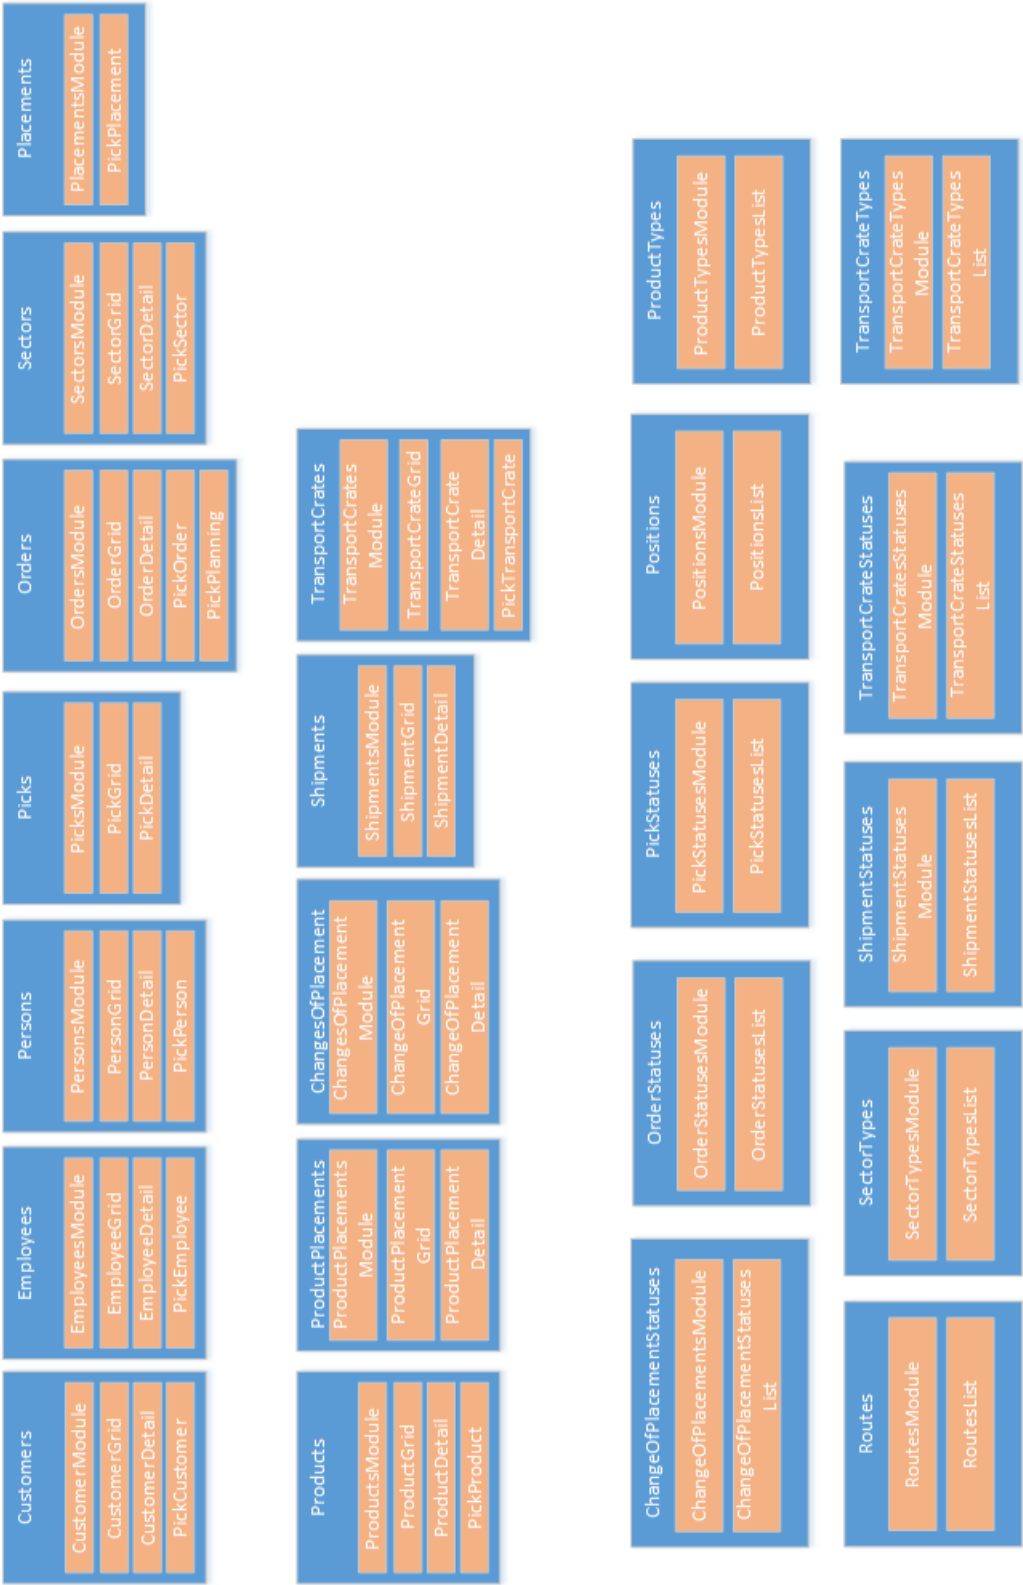 Customers
CustomerModule
CustomerGrid
CustomerDetail
PickCustomer
Employees
EmployeesModule
EmployeeGrid
EmployeeDetail
PickEmployee
Persons
PersonsModule
PersonGrid
PersonDetail
PickPerson
Picks
PicksModule
PickGrid
PickDetail
Orders
OrdersModule
OrderGrid
OrderDetail
PickOrder
PickPlanning
Sectors
SectorsModule
SectorGrid
SectorDetail
PickSector
Placements
PlacementsModule
PickPlacement
Products
ProductsModule
ProductGrid
ProductDetail
PickProduct
ProductPlacements
ProductPlacements
Module
ProductPlacement
Grid
ProductPlacement
Detail
ChangesOfPlacement
ChangesOfPlacement
Module
ChangeOfPlacement
Grid
ChangeOfPlacement
Detail
Shipments
ShipmentsModule
ShipmentGrid
ShipmentDetail
TransportCrates
TransportCrates
Module
TransportCrateGrid
TransportCrate
Detail
PickTransportCrate
ChangeOfPlacementStatuses
ChangeOfPlacementsModule
ChangeOfPlacementStatuses
List
OrderStatuses
OrderStatusesModule
OrderStatusesList
PickStatuses
PickStatusesModule
PickStatusesList
Positions
PositionsModule
PositionsList
ProductTypes
ProductTypesModule
ProductTypesList
Routes
RoutesModule
RoutesList
SectorTypes
SectorTypesModule
SectorTypesList
ShipmentStatuses
ShipmentStatuses
Module
ShipmentStatusesList
TransportCrateStatuses
TransportCratesStatuses
Module
TransportCrateStatuses
List
TransportCrateTypes
TransportCrateTypes
Module
TransportCrateTypes
List